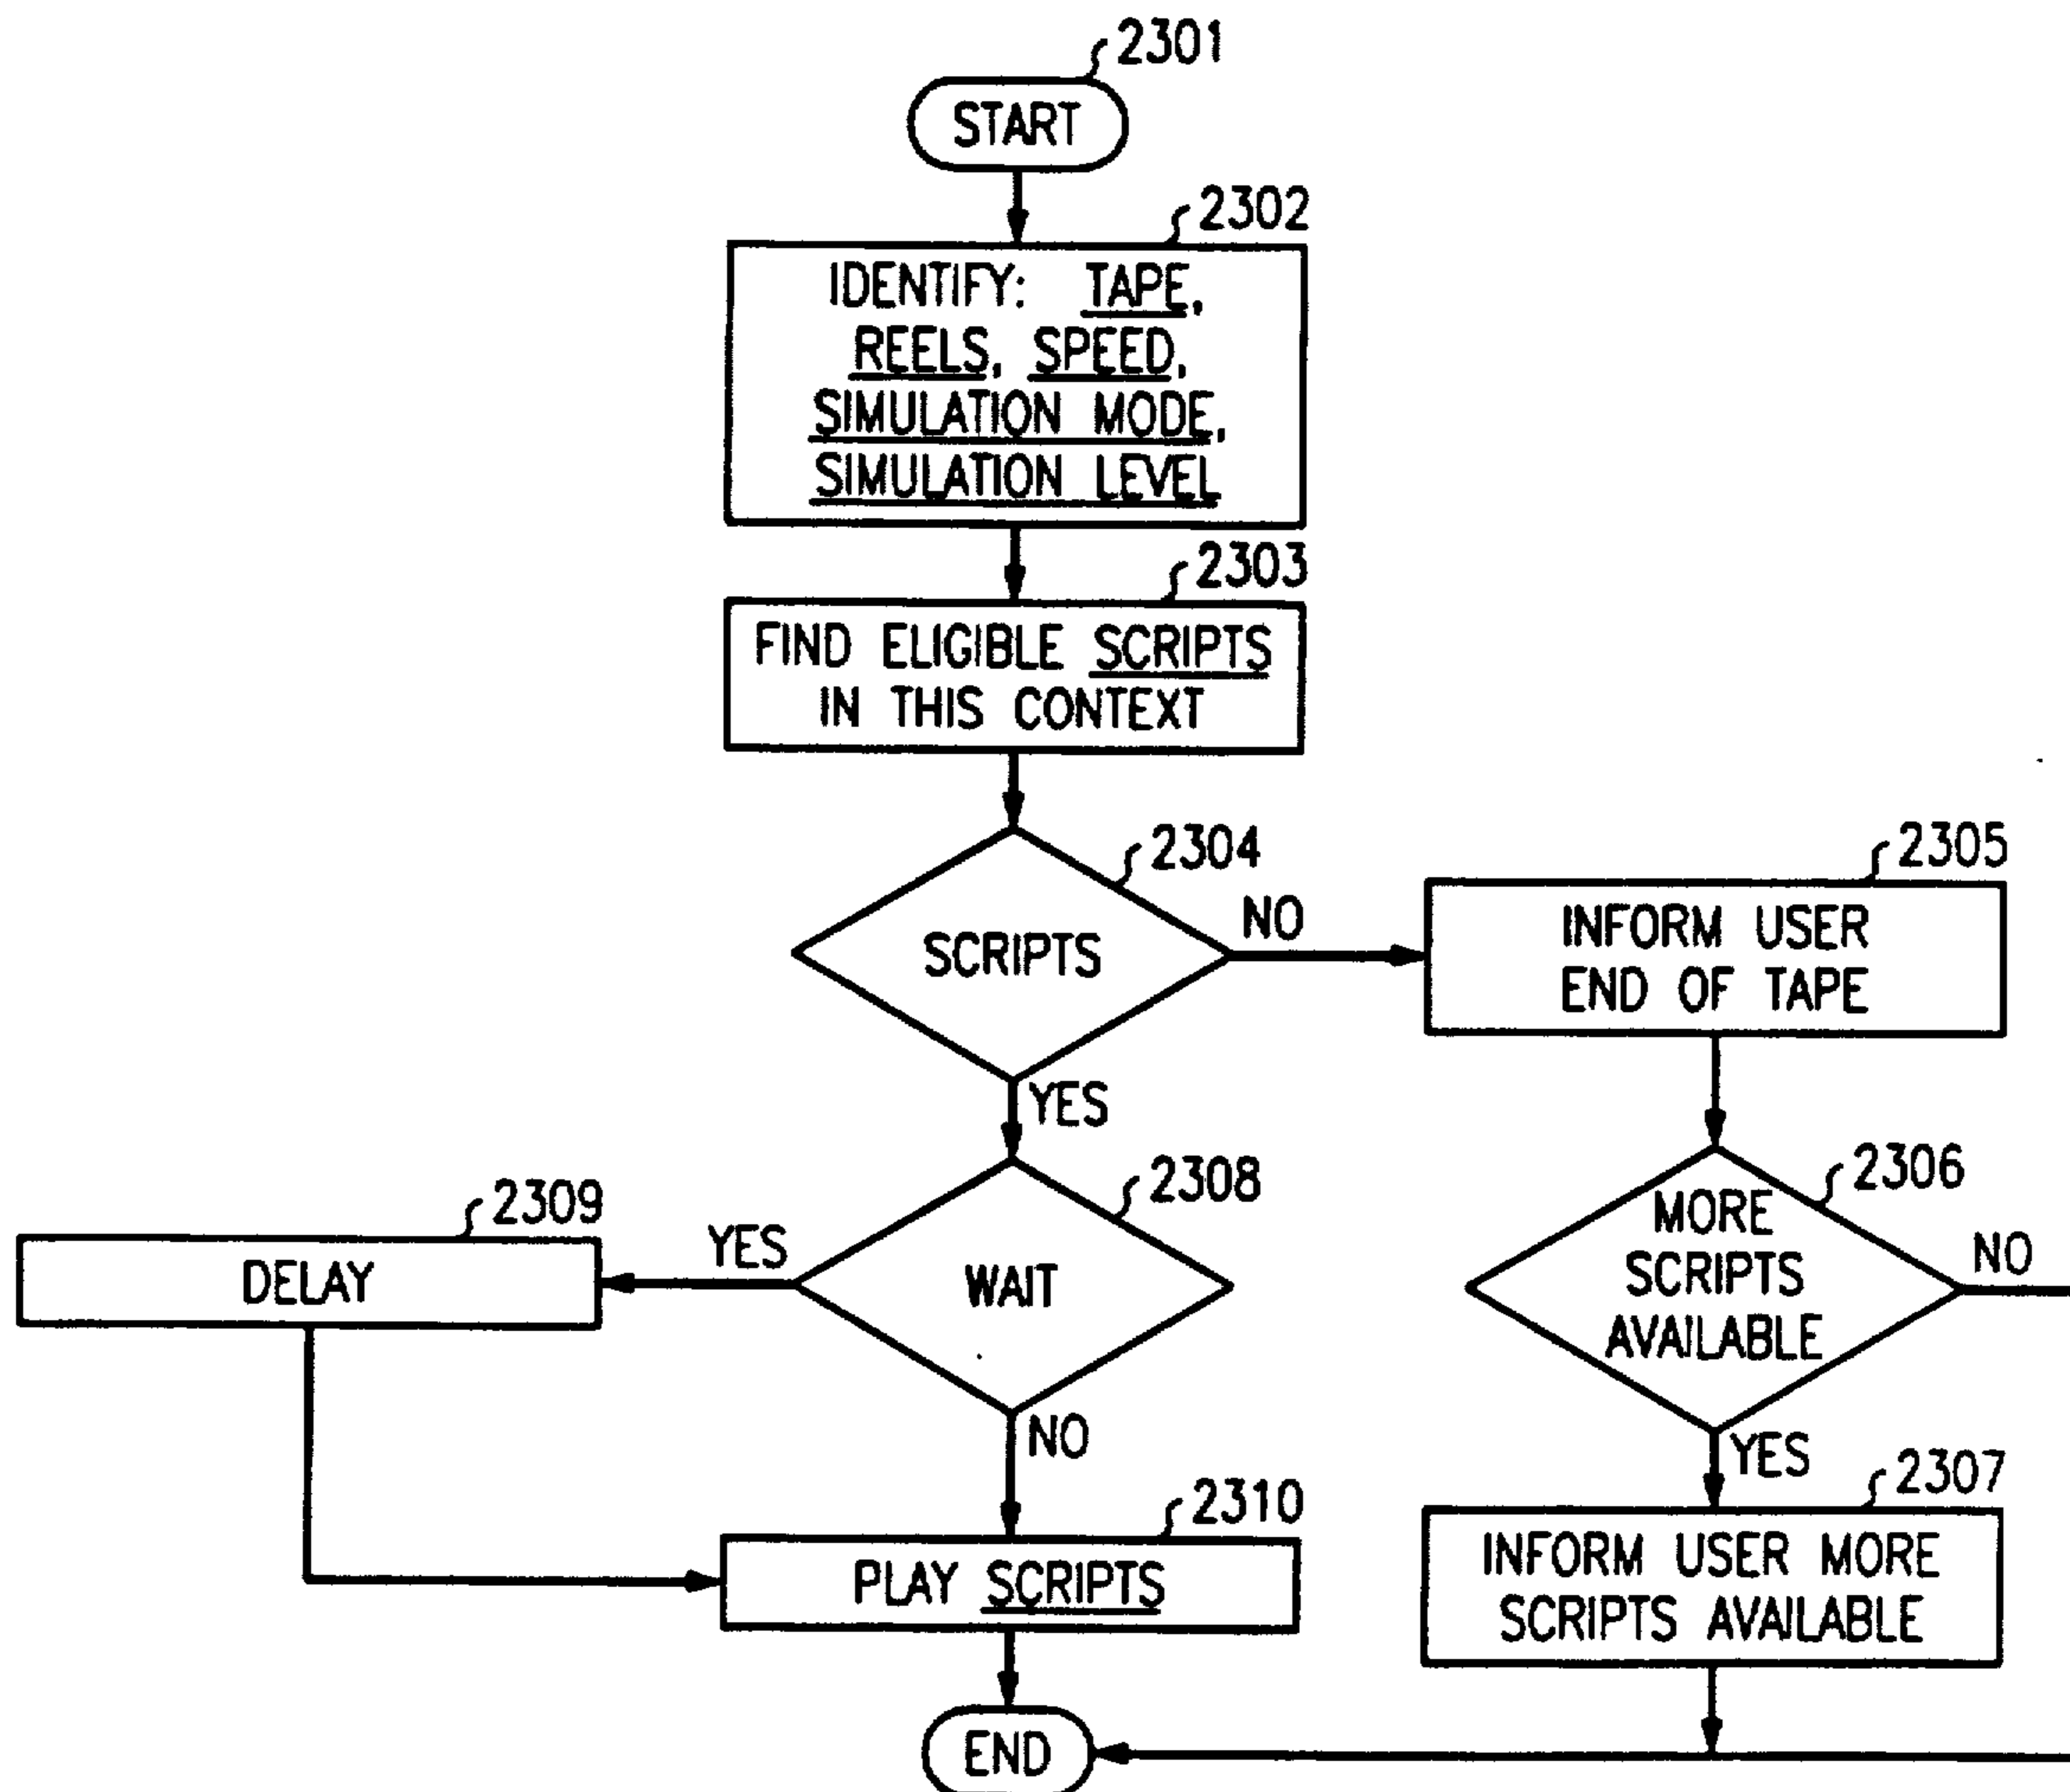 2301
START
2302
IDENTIFY: TAPE,
REELS, SPEED,
SIMULATION MODE,
SIMULATION LEVEL
2303
FIND ELIGIBLE SCRIPTS
IN THIS CONTEXT
2304
SCRIPTS
NO
YES
2305
INFORM USER
END OF TAPE
2306
MORE
SCRIPTS
AVAILABLE
NO
YES
2307
INFORM USER MORE
SCRIPTS AVAILABLE
2308
WAIT
YES
NO
2309
DELAY
2310
PLAY SCRIPTS
END